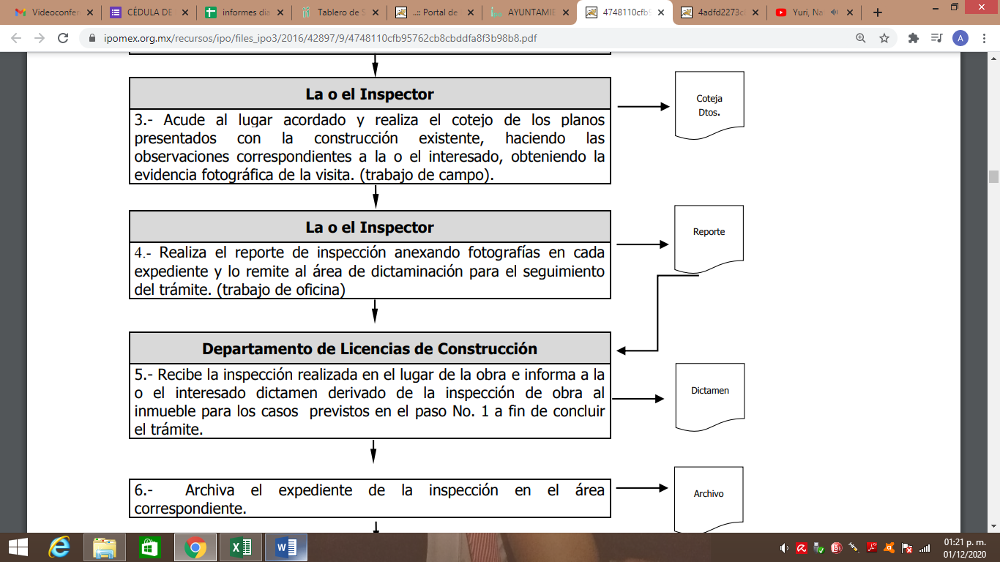 Videoconfer
CÉDULA DE
informes dia
Tablero de S
..:: Portal de
AYUNTAMIE
4748110cfb9
4adfd2273c
Yuri, Na
ipomex.org.mx/recursos/ipo/files_ipo3/2016/42897/9/4748110cfb95762cb8cbddfa8f3b98b8.pdf
A
La o el Inspector
3.- Acude al lugar acordado y realiza el cotejo de los planos
presentados con la construcción existente, haciendo las
observaciones correspondientes a la o el interesado, obteniendo la
evidencia fotográfica de la visita. (trabajo de campo).
Coteja
Dtos.
La o el Inspector
4.- Realiza el reporte de inspección anexando fotografías en cada
expediente y lo remite al área de dictaminación para el seguimiento
del trámite. (trabajo de oficina)
Reporte
Departamento de Licencias de Construcción
5.- Recibe la inspección realizada en el lugar de la obra e informa a la
o el interesado dictamen derivado de la inspección de obra al
inmueble para los casos previstos en el paso No. 1 a fin de concluir
el trámite.
Dictamen
6.- Archiva el expediente de la inspección en el área
correspondiente.
Archivo
01:21 p. m.
01/12/2020